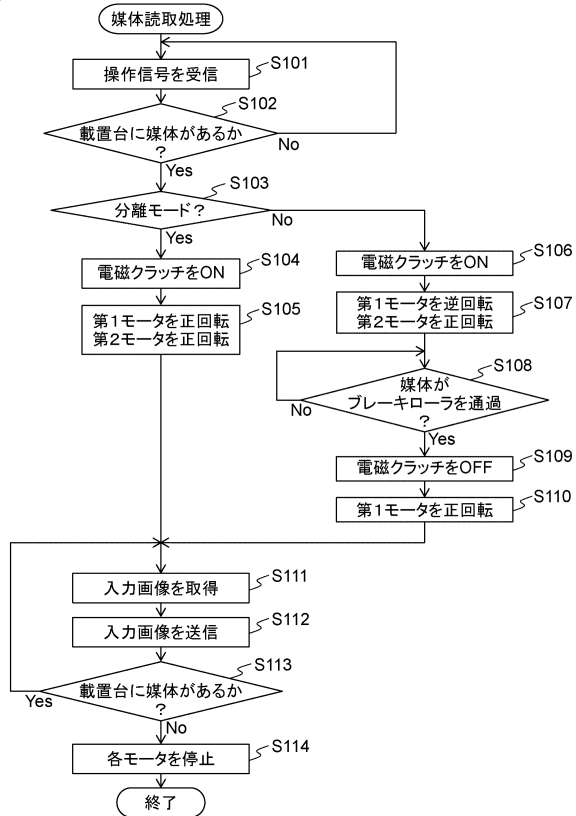 媒体読取処理
操作信号を受信
S101
載置台に媒体があるか
？
S102
No
Yes
分離モード？
S103
No
Yes
電磁クラッチをON
S104
第１モータを正回転
第２モータを正回転
S105
電磁クラッチをON
S106
第１モータを逆回転
第２モータを正回転
S107
媒体が
ブレーキローラを通過
？
S108
No
Yes
電磁クラッチをOFF
S109
第１モータを正回転
S110
入力画像を取得
S111
入力画像を送信
S112
載置台に媒体があるか
？
S113
Yes
No
各モータを停止
S114
終了